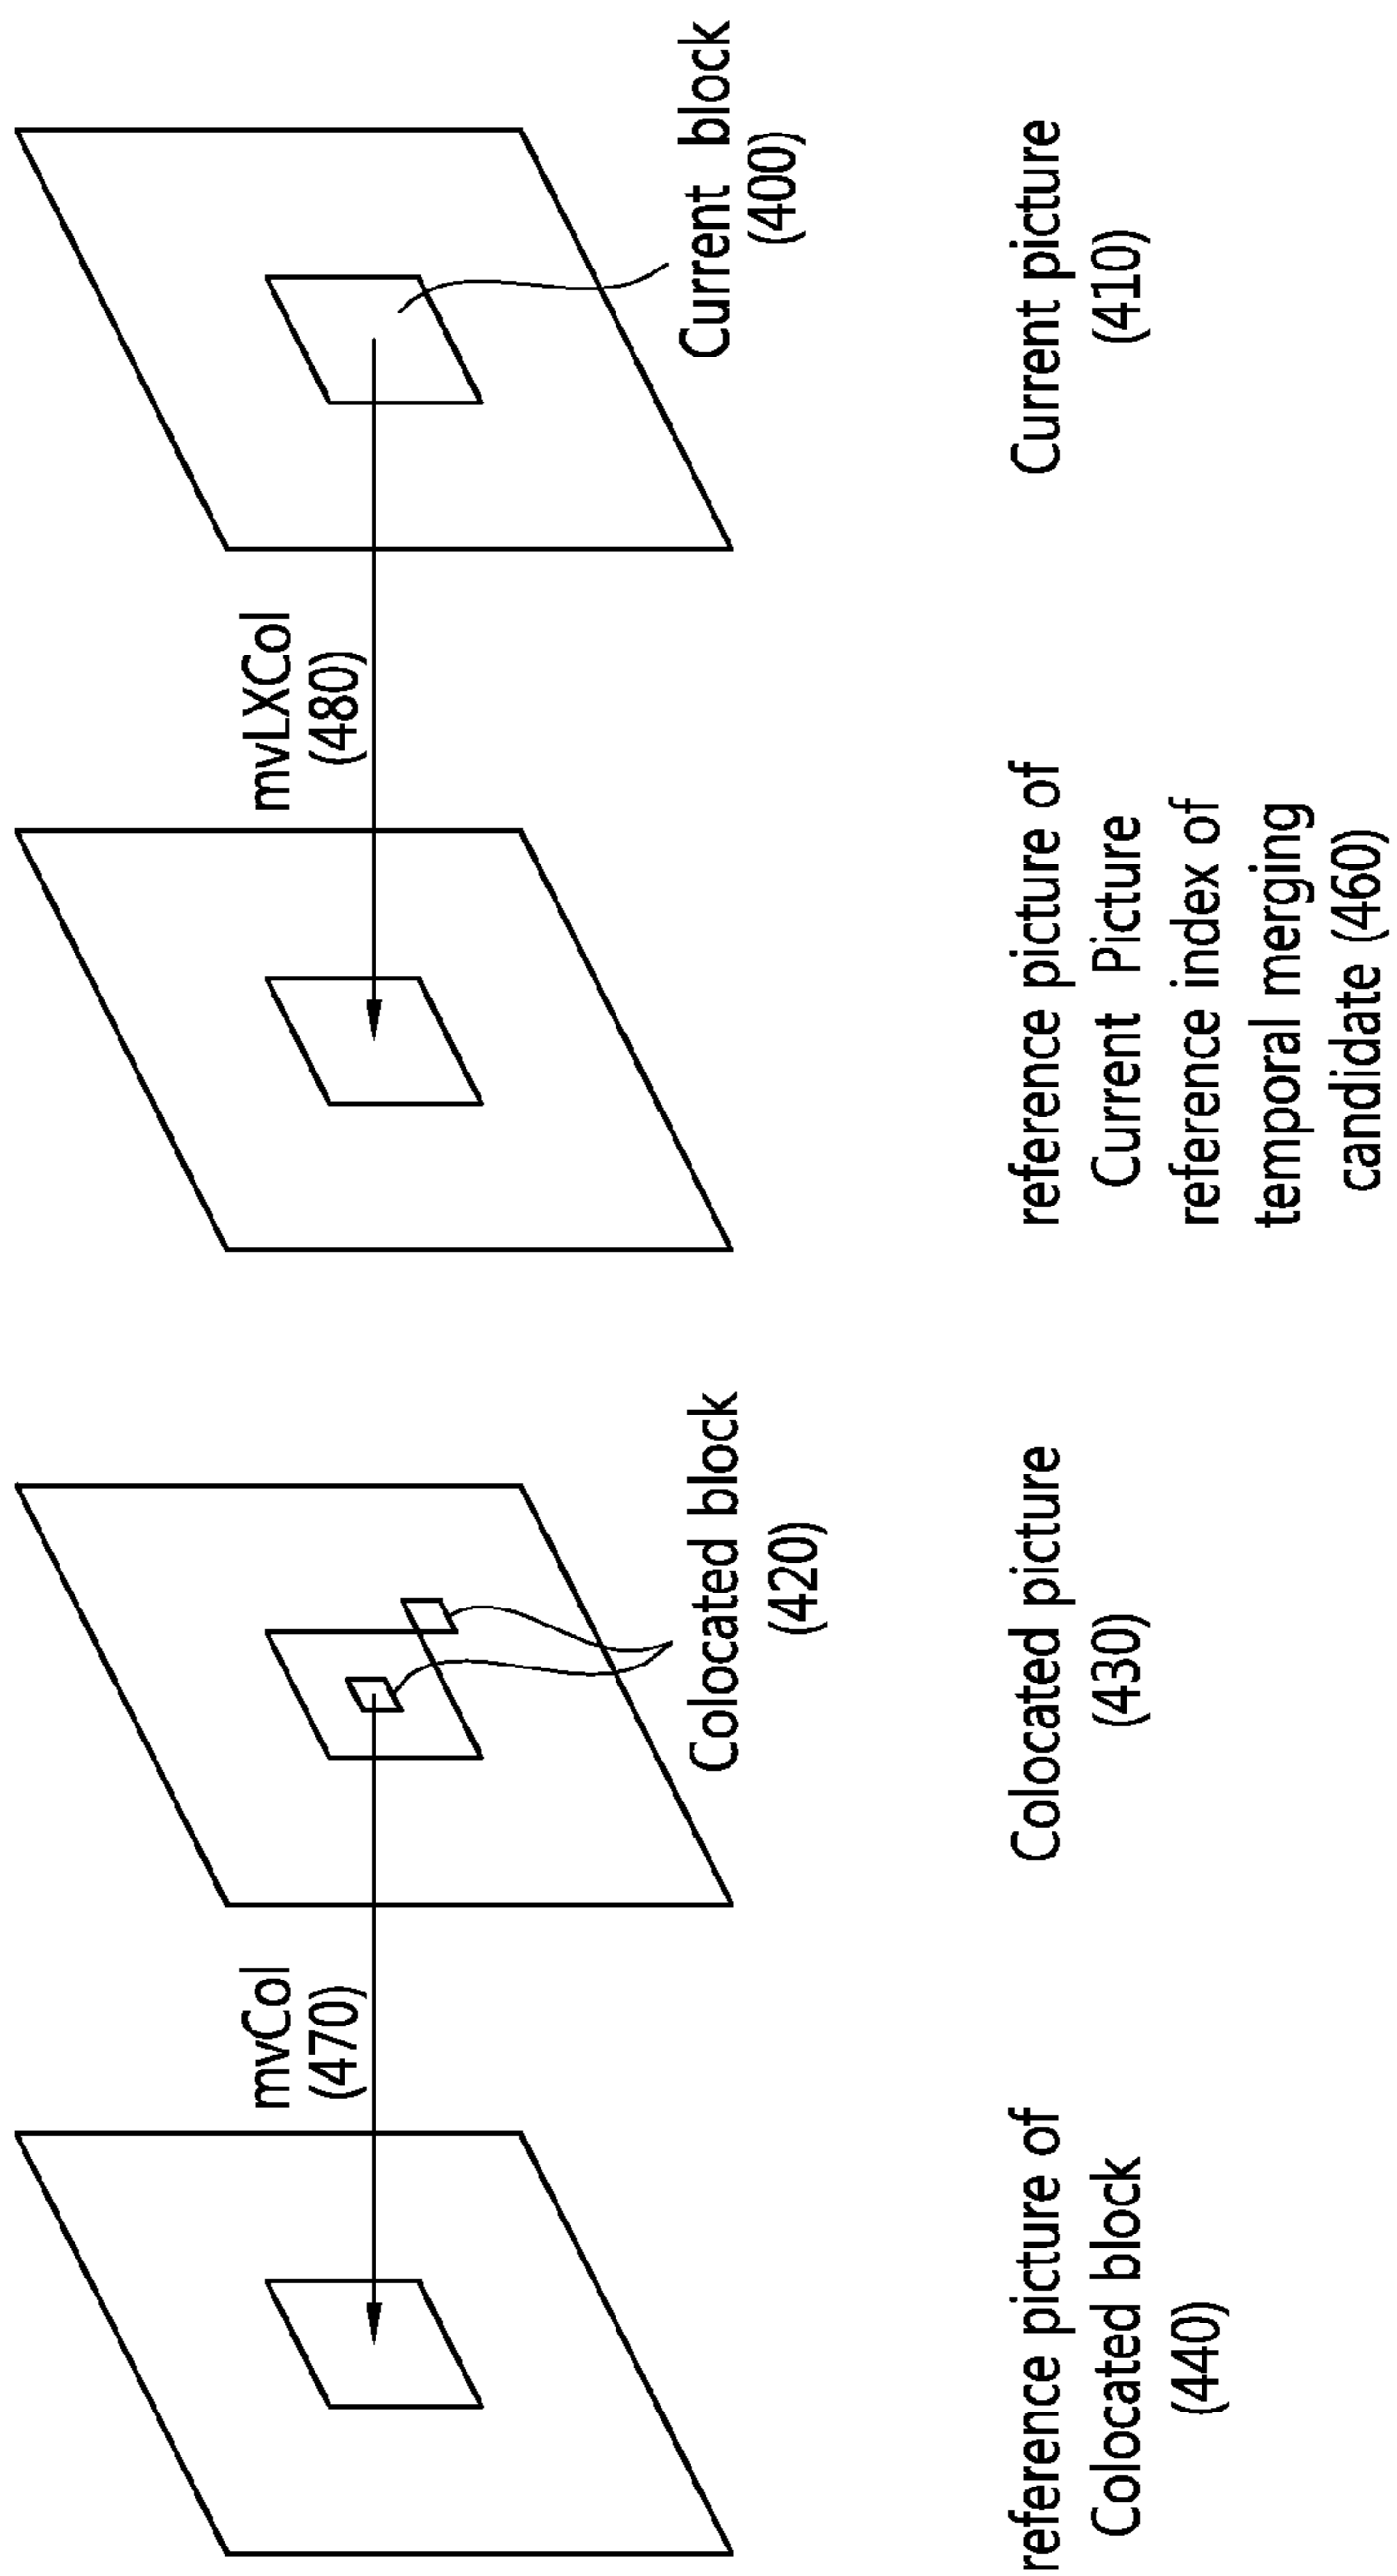 mvCol
(470)
mvLXCol
(480)
Colocated block
(420)
Current block
(400)
reference picture of
Colocated block
(440)
Colocated picture
(430)
reference picture of
Current Picture
reference index of
temporal merging
candidate (460)
Current picture
(410)